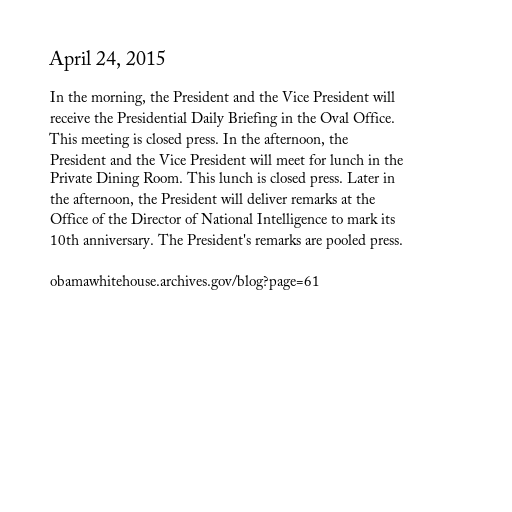 April 24, 2015
In the morning, the President and the Vice President will
receive the Presidential Daily Briefing in the Oval Office.
This meeting is closed press. In the afternoon, the
President and the Vice President will meet for lunch in the
Private Dining Room. This lunch is closed press. Later in
the afternoon, the President will deliver remarks at the
Office of the Director of National Intelligence to mark its
10th anniversary. The President's remarks are pooled press.
obamawhitehouse.archives.gov/blog?page=61